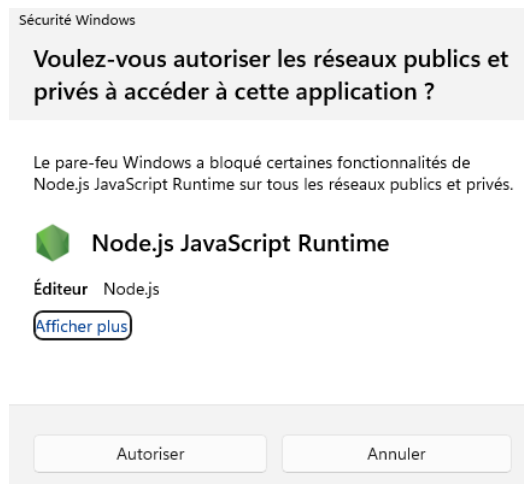 Sécurité Windows
Voulez-vous autoriser les réseaux publics et
privés à accéder à cette application ?
Le pare-feu Windows a bloqué certaines fonctionnalités de
Node.js JavaScript Runtime sur tous les réseaux publics et privés.
Node.js JavaScript Runtime
Éditeur Node.js
Afficher plus
Autoriser Annuler